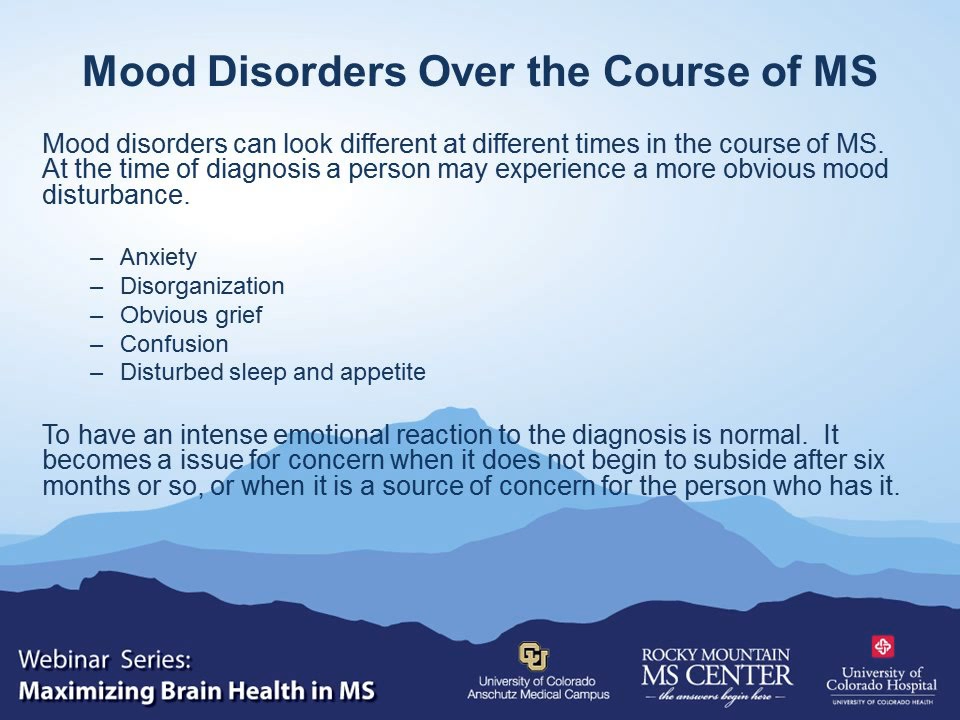 Mood Disorders Over the Course of MS
Mood disorders can look different at different times in the course of MS.
At the time of diagnosis a person may experience a more obvious mood
disturbance.
– Anxiety
– Disorganization
– Obvious grief
– Confusion
– Disturbed sleep and appetite
To have an intense emotional reaction to the diagnosis is normal.  It
becomes a issue for concern when it does not begin to subside after six
months or so, or when it is a source of concern for the person who has it.
Webinar Series:
Maximizing Brain Health in MS
CU
University of Colorado
Anschutz Medical Campus
ROCKY MOUNTAIN
MS CENTER
the answers begin here
University of
Colorado Hospital
UNIVERSITY OF COLORADO HEALTH